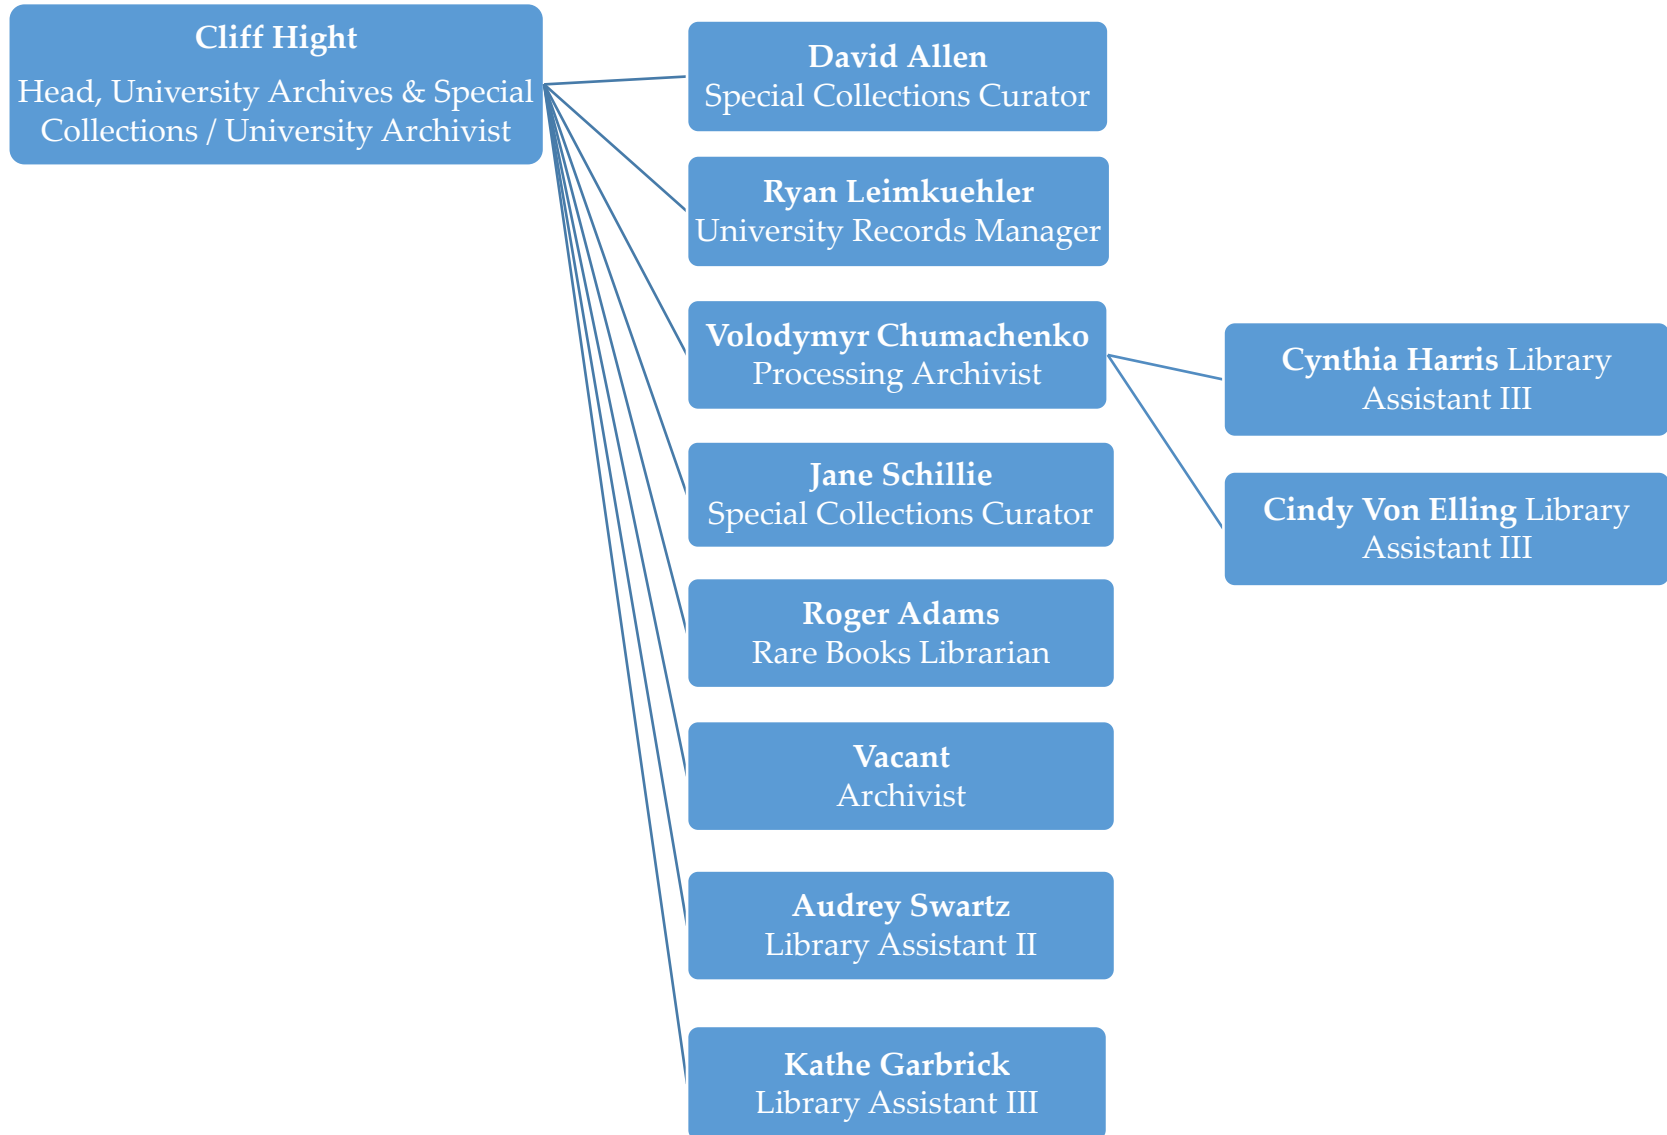 Cliff Hight
Head, University Archives & Special
Collections / University Archivist
David Allen
Special Collections Curator
Ryan Leimkuehler
University Records Manager
Volodymyr Chumachenko
Processing Archivist
Cynthia Harris Library
Assistant III
Cindy Von Elling Library
Assistant III
Jane Schillie
Special Collections Curator
Roger Adams
Rare Books Librarian
Vacant
Archivist
Audrey Swartz
Library Assistant II
Kathe Garbrick
Library Assistant III